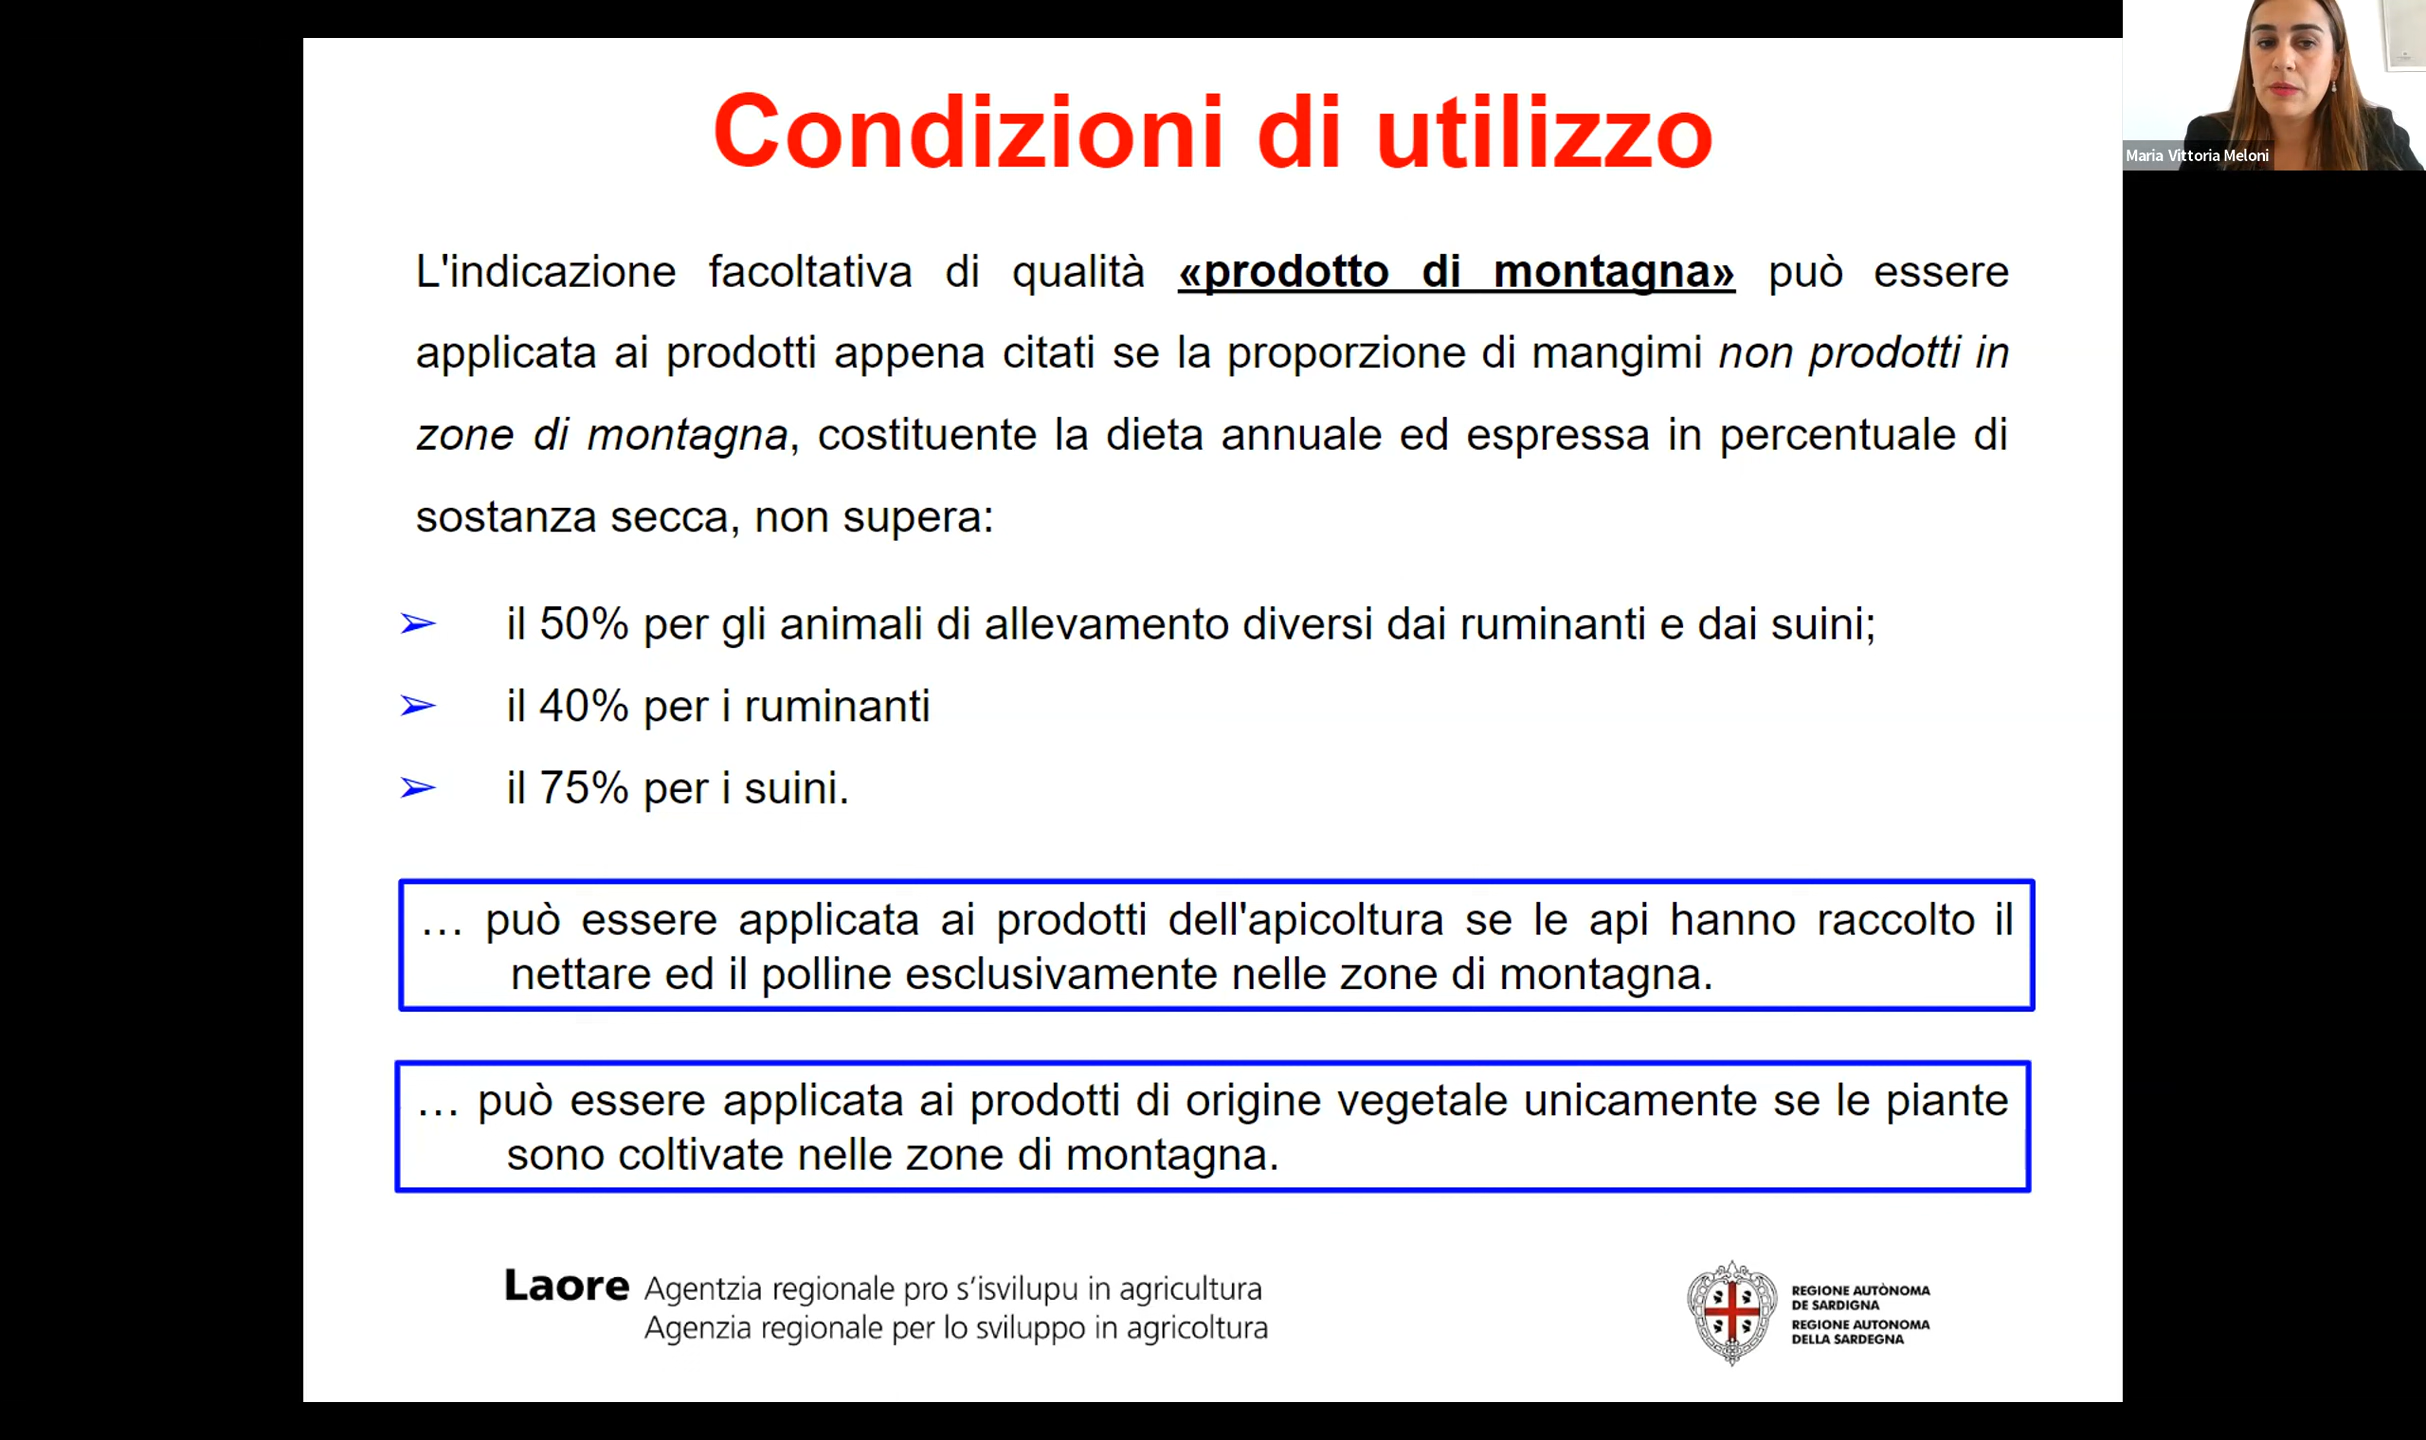 Condizioni di utilizzo
Maria Vittoria Meloni
L'indicazione facoltativa di qualità «prodotto di montagna» può essere
applicata ai prodotti appena citati se la proporzione di mangimi non prodotti in
zone di montagna, costituente la dieta annuale ed espressa in percentuale di
sostanza secca, non supera:
➢ il 50% per gli animali di allevamento diversi dai ruminanti e dai suini;
➢ il 40% per i ruminanti
➢ il 75% per i suini.
… può essere applicata ai prodotti dell'apicoltura se le api hanno raccolto il
nettare ed il polline esclusivamente nelle zone di montagna.
… può essere applicata ai prodotti di origine vegetale unicamente se le piante
sono coltivate nelle zone di montagna.
Laore Agentzia regionale pro s’isvilupu in agricultura
Agenzia regionale per lo sviluppo in agricoltura
REGIONE AUTÒNOMA
DE SARDIGNA
REGIONE AUTONOMA
DELLA SARDEGNA